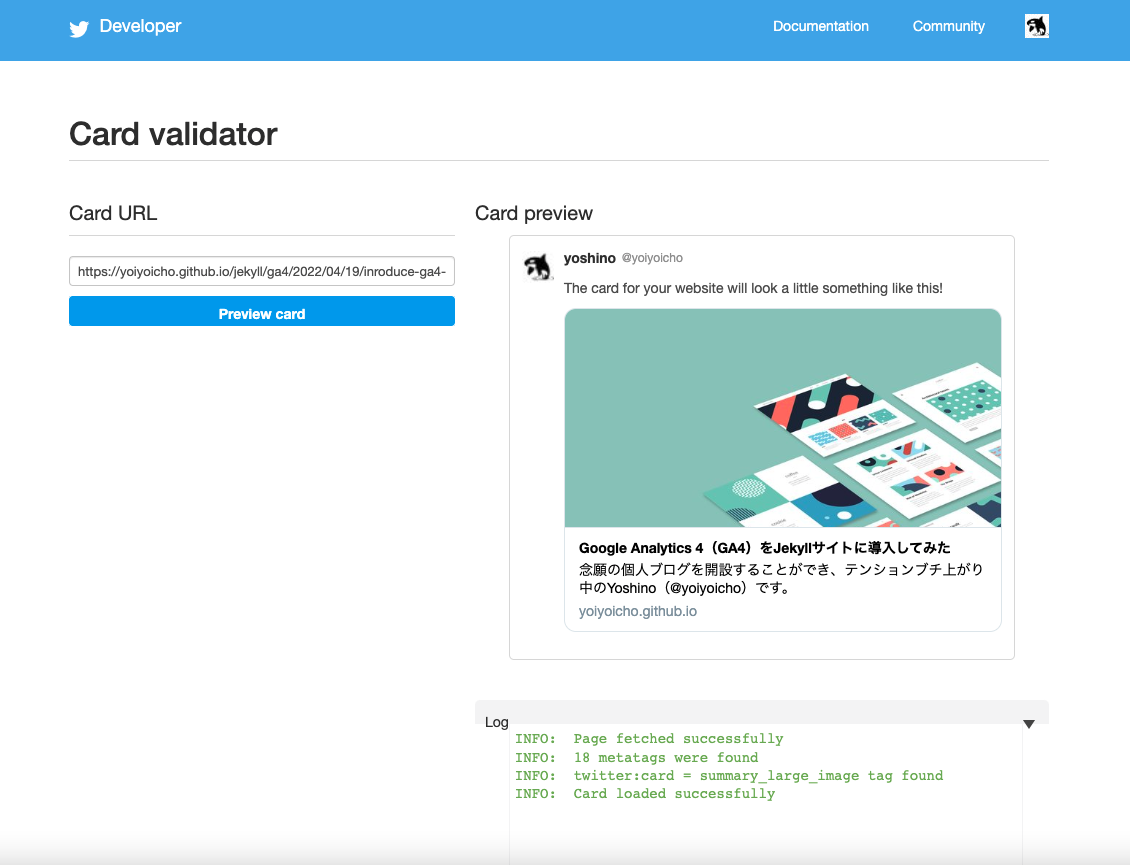 Developer
Documentation
Community
Card validator
Card URL
https://yoiyoicho.github.io/jekyll/ga4/2022/04/19/inroduce-ga4-
Preview card
Card preview
yoshino @yoiyoicho
The card for your website will look a little something like this!
Google Analytics 4（GA4）をJekyllサイトに導入してみた
念願の個人ブログを開設することができ、テンションブチ上がり
中のYoshino（@yoiyoicho）です。
yoiyoicho.github.io
Log
INFO: Page fetched successfully
INFO: 18 metatags were found
INFO: twitter:card = summary_large_image tag found
INFO: Card loaded successfully